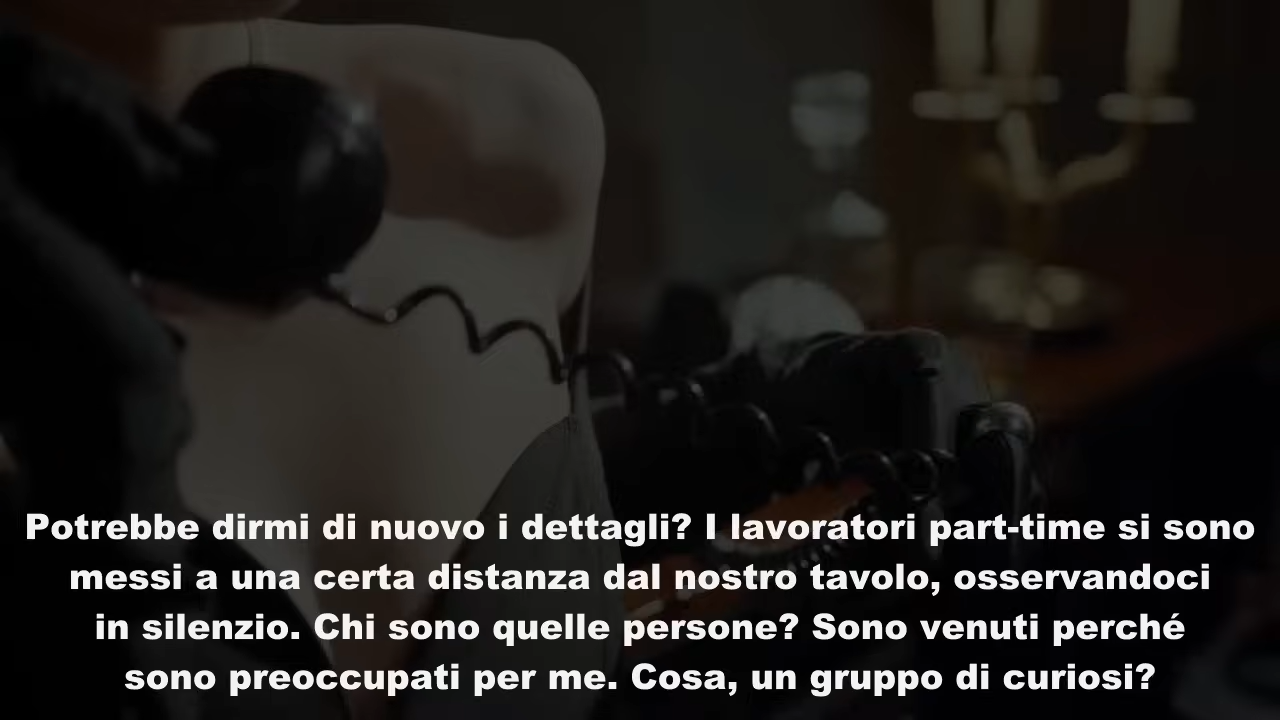 Potrebbe dirmi di nuovo i dettagli? I lavoratori part-time si sono
messi a una certa distanza dal nostro tavolo, osservandoci
in silenzio. Chi sono quelle persone? Sono venuti perché
sono preoccupati per me. Cosa, un gruppo di curiosi?